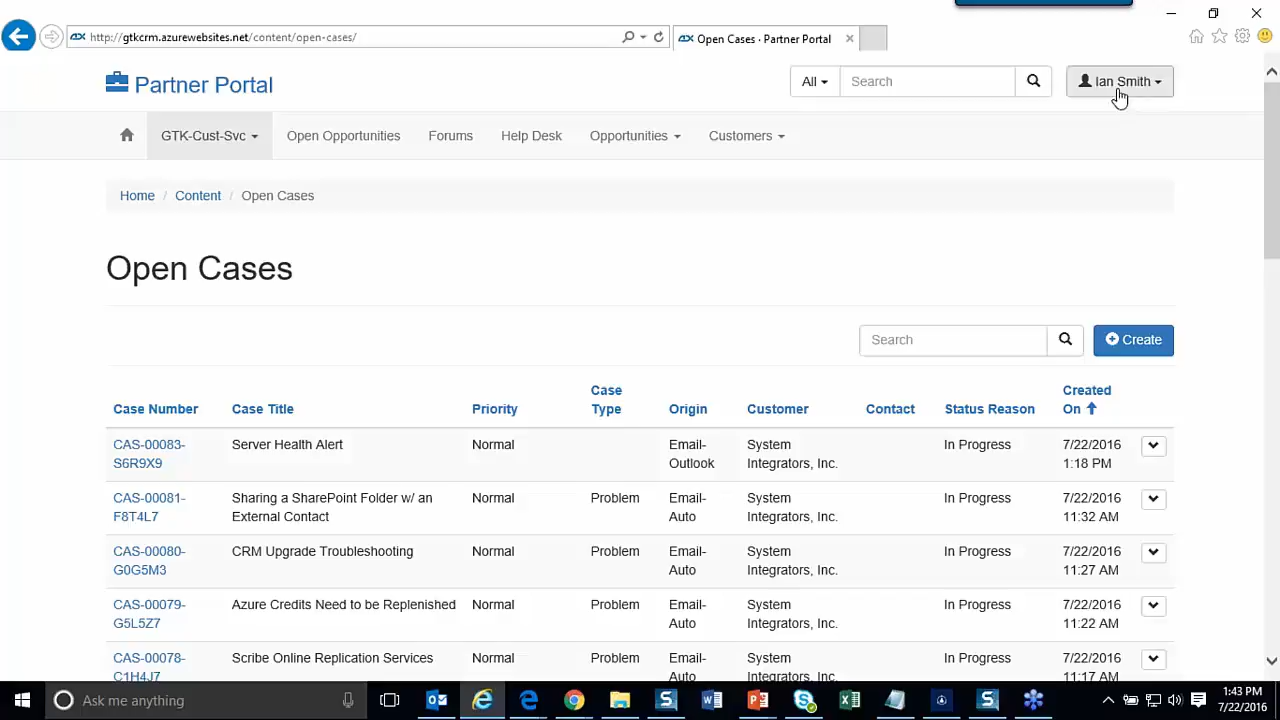 http://gtkcrm.azurewebsites.net/content/open-cases/
Open Cases · Partner Portal
Partner Portal
All
Search
Ian Smith
GTK-Cust-Svc
Open Opportunities
Forums
Help Desk
Opportunities
Customers
Home / Content / Open Cases
Open Cases
Search
Create
Case Number
Case Title
Priority
Case
Type
Origin
Customer
Contact
Status Reason
Created
On
CAS-00083-
S6R9X9
Server Health Alert
Normal
Email-
Outlook
System
Integrators, Inc.
In Progress
7/22/2016
1:18 PM
CAS-00081-
F8T4L7
Sharing a SharePoint Folder w/ an
External Contact
Normal
Problem
Email-
Auto
System
Integrators, Inc.
In Progress
7/22/2016
11:32 AM
CAS-00080-
G0G5M3
CRM Upgrade Troubleshooting
Normal
Problem
Email-
Auto
System
Integrators, Inc.
In Progress
7/22/2016
11:27 AM
CAS-00079-
G5L5Z7
Azure Credits Need to be Replenished
Normal
Problem
Email-
Auto
System
Integrators, Inc.
In Progress
7/22/2016
11:22 AM
CAS-00078-
C1H4J7
Scribe Online Replication Services
Normal
Problem
Email-
Auto
System
Integrators, Inc.
In Progress
7/22/2016
11:17 AM
Ask me anything
1:43 PM
7/22/2016